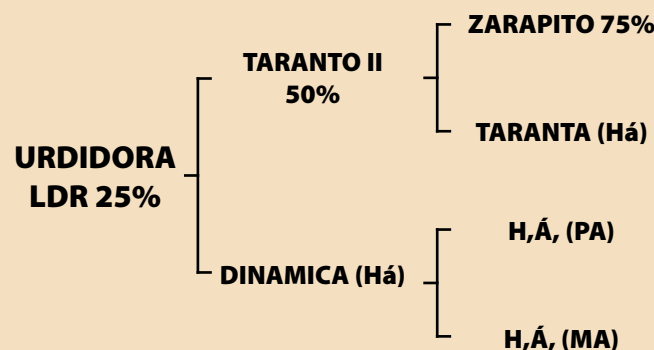 ZARAPITO 75%
TARANTO II
50%
TARANTA (Há)
URDIDORA
LDR 25%
H,Á, (PA)
DINAMICA (Há)
H,Á, (MA)